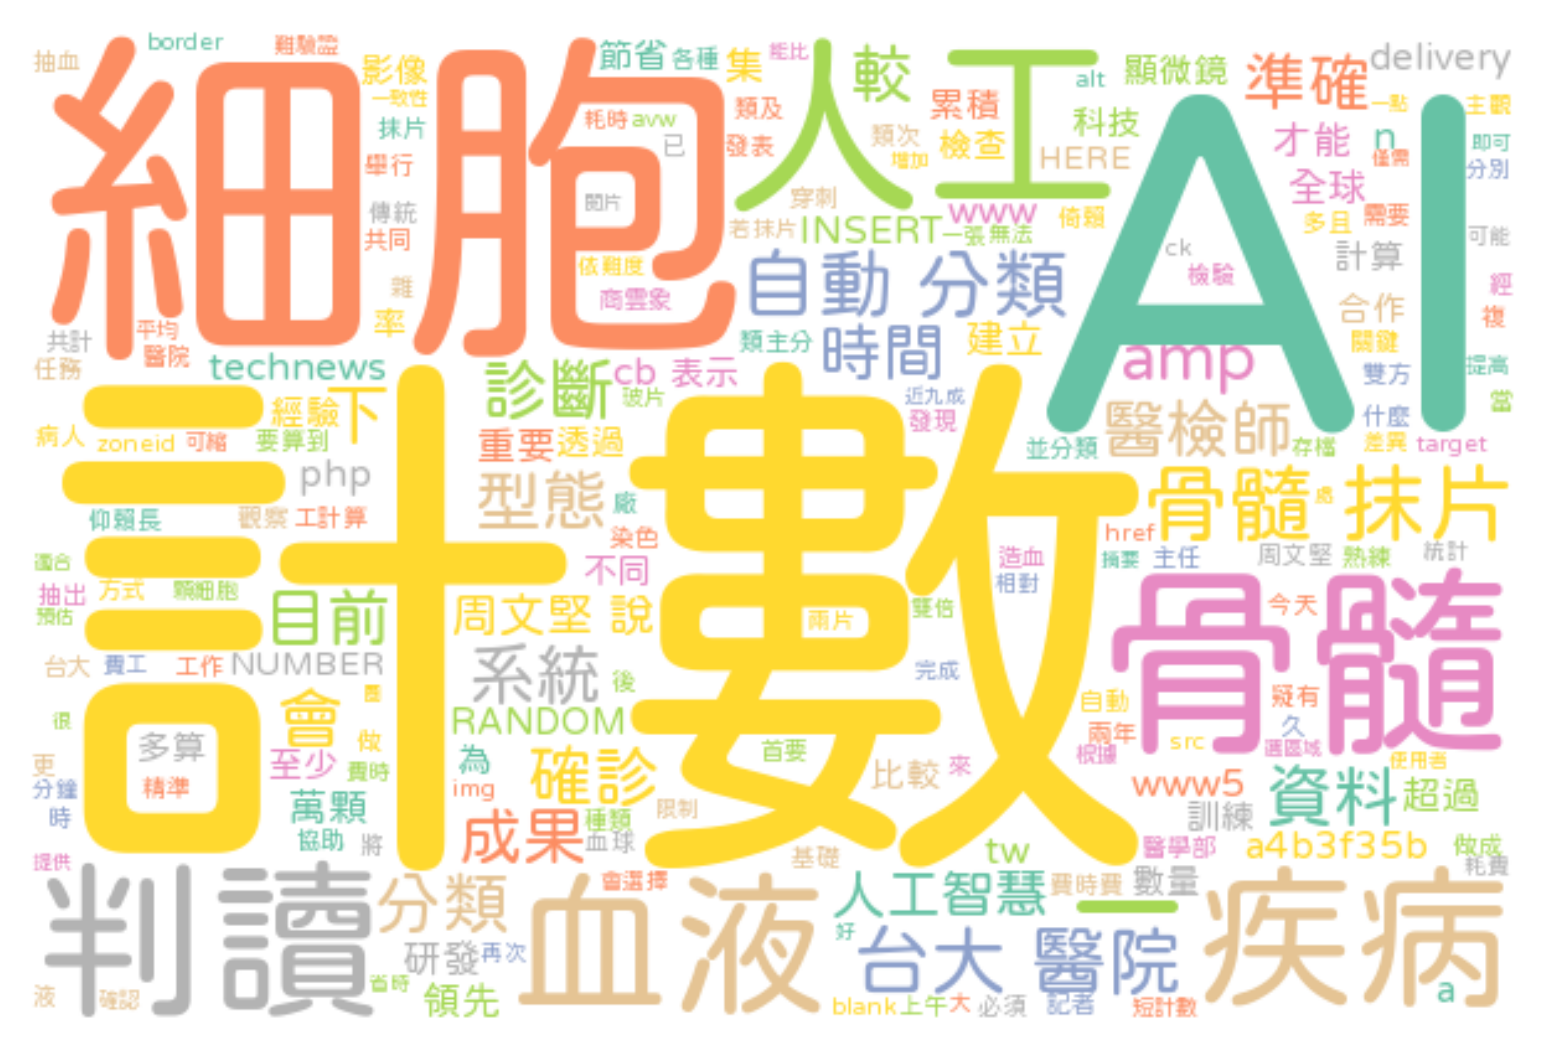 border
難驗盟
抽血
影像
節省
各種
集
能比
較
alt
顯微鏡
準確
delivery
一致性
耗時
avw
類及
累積
科技
一點
主觀
細胞
人工
AI
抹片
已
發表
類次
檢查
HERE
才能
n
即可
舉行
增加
僅需
分別
全球
傳統
閱片
穿刺
www
倚賴
多且
需要
共同
若抹片
INSERT
一張
無法
ck
計算
可能
依難度
自動
分類
檢驗
雜
商雲象
經
合作
複
率
平均
共計
類主分
時間
建立
關鍵
醫院
任務
technews
診斷
cb
表示
amp
雙方
提高
玻片
近九成
什麼
當
經驗
下
發現
醫檢師
病人
zoneid
可縮
要算到
重要
透過
並分類
存檔
差異
target
計數
php
型態
廠
骨髓
處
抹片
仰賴長
觀察
工計算
染色
href
造血
摘要
主任
周文堅
熟練
統計
適合
不同
相對
骨髓
抽出
方式
顆細胞
預估
目前
周文堅
說
兩片
雙倍
今天
台大
費工
工作
NUMBER
系統
後
完成
圖
自動
疑有
很
會
RANDOM
兩年
久
多算
做
首要
根據
src
選區域
更
至少
費時
為
確診
比較
來
使用者
分鐘
精準
img
www5
資料
超過
時
萬顆
限制
訓練
協助
將
成果
種類
血球
tw
醫學部
a4b3f35b
做成
提供
基礎
耗費
判讀
分類
會選擇
血液
人工智慧
費時費
數量
一
疾病
好
研發
再次
台大
醫院
省時
液
確認
領先
blank
上午
大
必須
記者
短計數
a